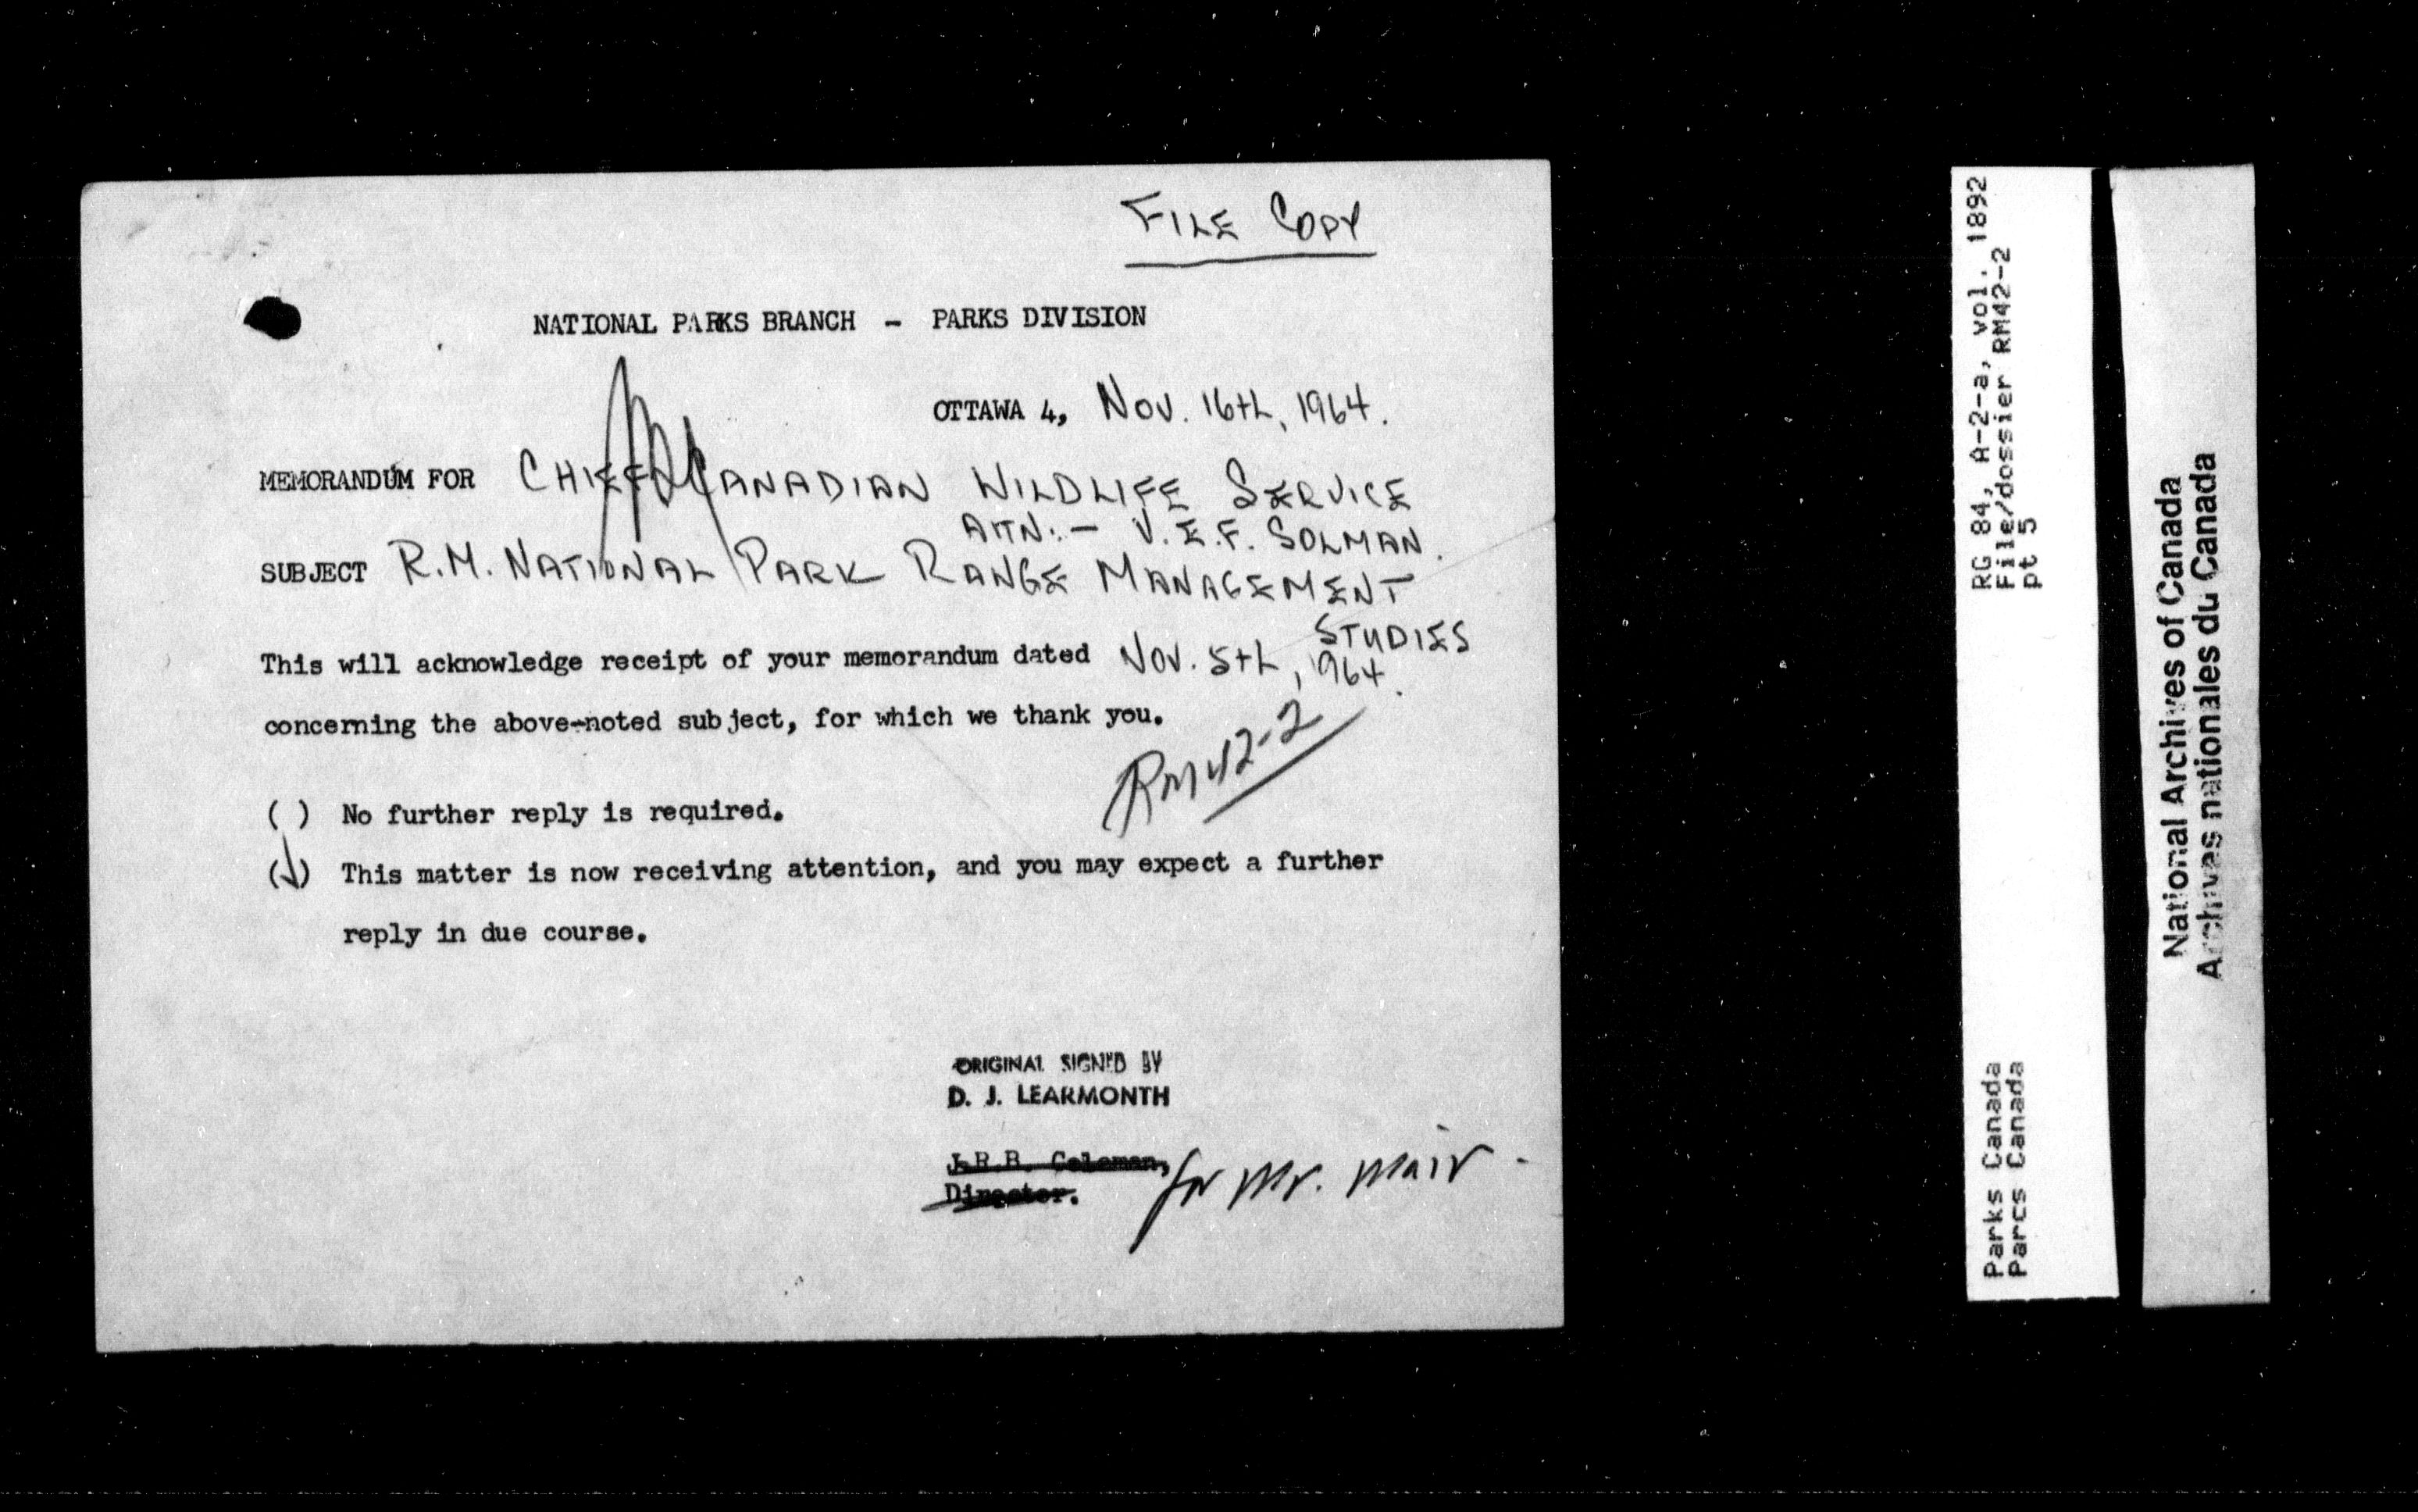 FILE COPY
NATIONAL PARKS BRANCH - PARKS DIVISION
OTTAWA 4, NOV. 16th, 1964.
MEMORANDUM FOR CHIEF CANADIAN WILDLIFE SERVICE
ATTN:- V.E.F. SOLMAN.
SUBJECT R.M. NATIONAL PARK RANGE MANAGEMENT
STUDIES
This will acknowledge receipt of your memorandum dated NOV. 5th, 1964.
concerning the above-noted subject, for which we thank you.
RM42-2
( ) No further reply is required.
(✓) This matter is now receiving attention, and you may expect a further
reply in due course.
ORIGINAL SIGNED BY
D. J. LEARMONTH
J.R.B. Coleman,
Director.
for Mr. Mair.
RG 84, A-2-a, vol. 1892
File/dossier RM42-2
pt 5
Parks Canada
Parcs Canada
National Archives of Canada
Archives nationales du Canada